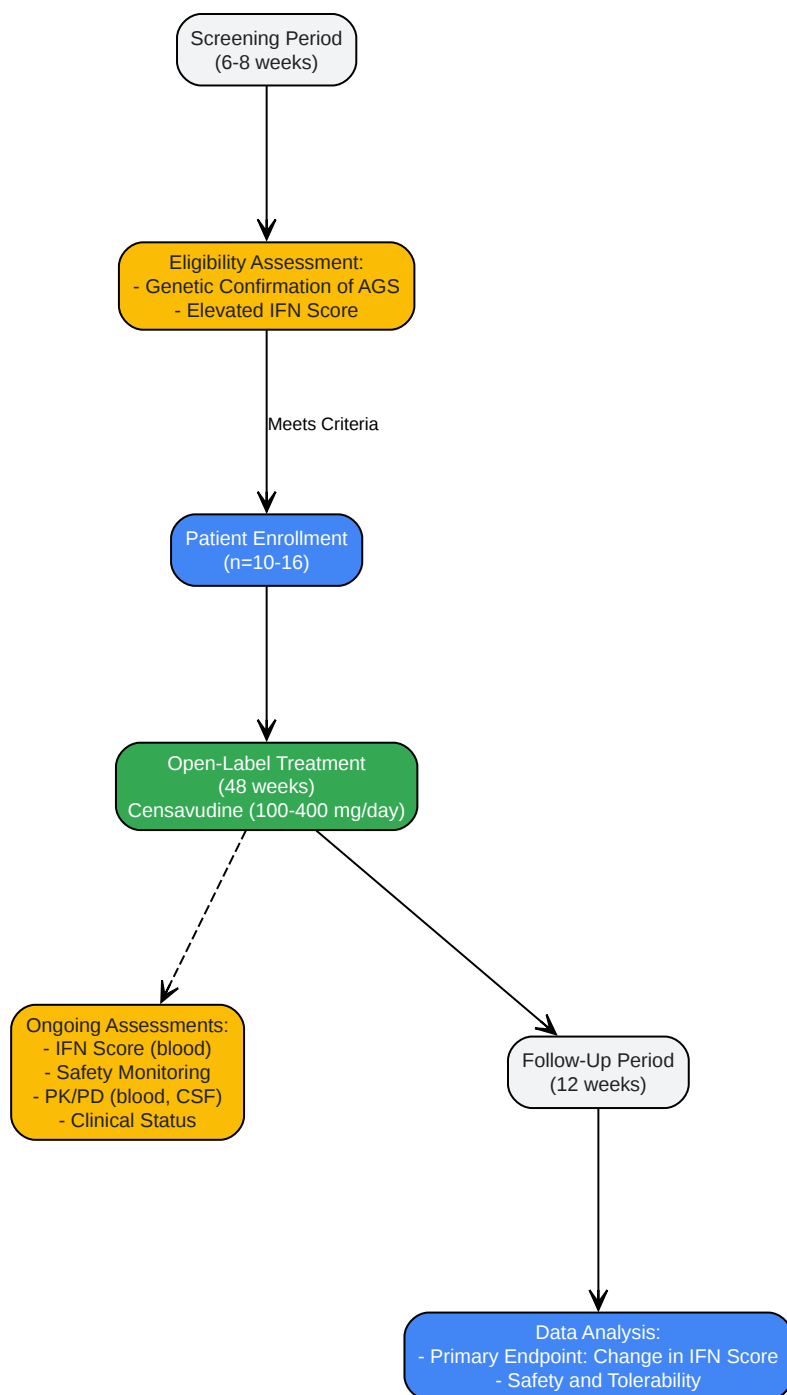 Screening Period
(6-8 weeks)
Eligibility Assessment:
- Genetic Confirmation of AGS
- Elevated IFN Score
Meets Criteria
Patient Enrollment
(n=10-16)
Open-Label Treatment
(48 weeks)
Censavudine (100-400 mg/day)
Ongoing Assessments:
- IFN Score (blood)
- Safety Monitoring
- PK/PD (blood, CSF)
- Clinical Status
Follow-Up Period
(12 weeks)
Data Analysis:
- Primary Endpoint: Change in IFN Score
- Safety and Tolerability